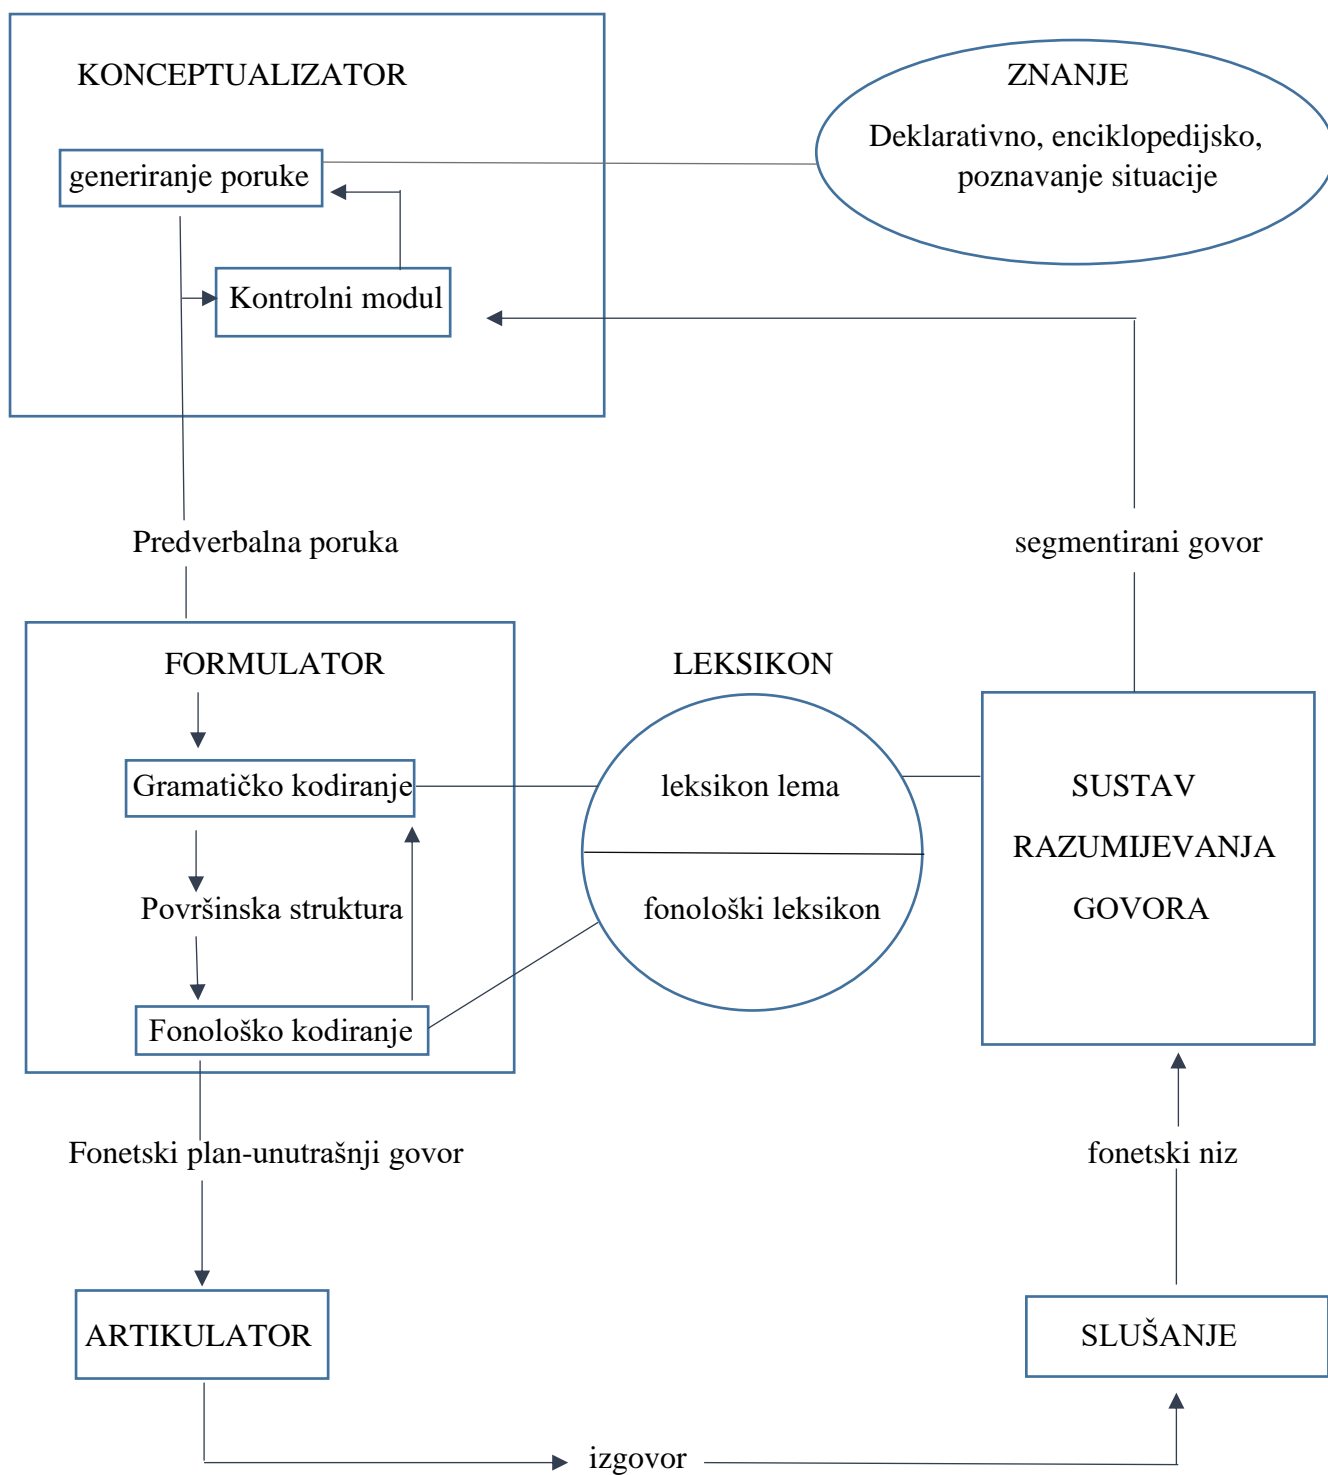 KONCEPTUALIZATOR
ZNANJE
Deklarativno, enciklopedijsko,
poznavanje situacije
generiranje poruke
Kontrolni modul
Predverbalna poruka
segmentirani govor
FORMULATOR
LEKSIKON
Gramatičko kodiranje
leksikon lema
SUSTAV
RAZUMIJEVANJA
GOVORA
Površinska struktura
fonološki leksikon
Fonološko kodiranje
Fonetski plan-unutrašnji govor
fonetski niz
ARTIKULATOR
SLUŠANJE
izgovor